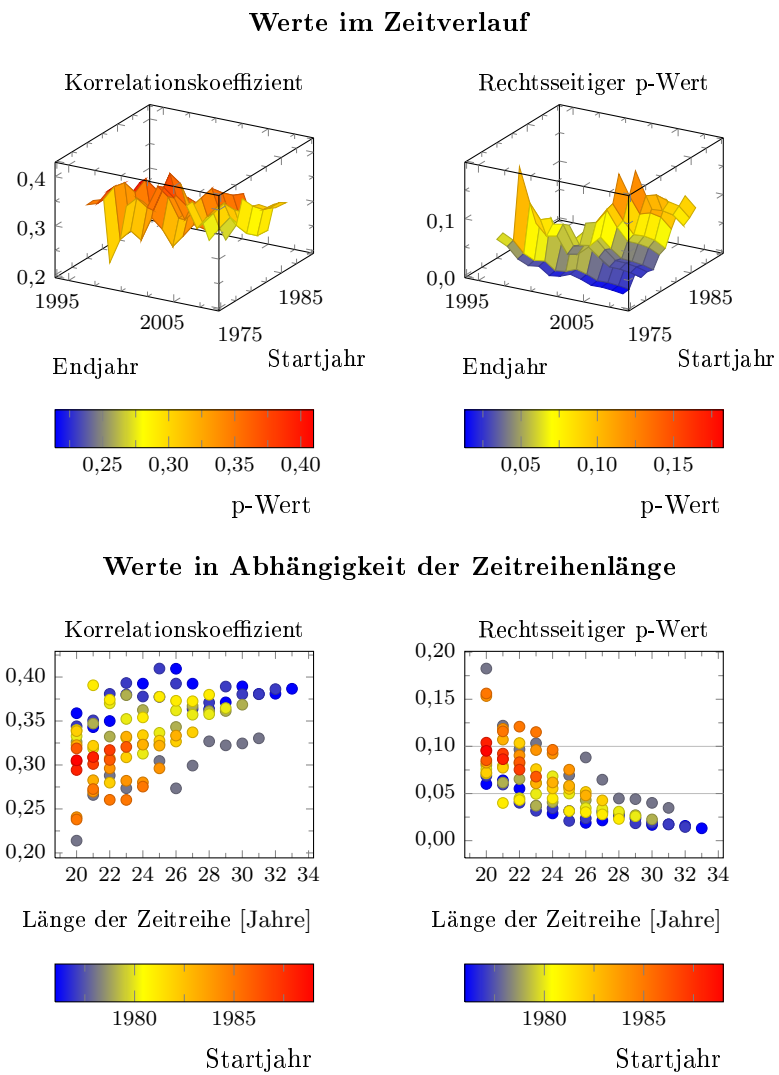 Werte im Zeitverlauf
Korrelationskoeffizient
Rechtsseitiger p-Wert
0,4
0,3
0,2
1995
2005
1975
1985
Endjahr
Startjahr
0,1
0,0
1995
2005
1975
1985
Endjahr
Startjahr
0,25 0,30 0,35 0,40
p-Wert
0,05 0,10 0,15
p-Wert
Werte in Abhängigkeit der Zeitreihenlänge
Korrelationskoeffizient
Rechtsseitiger p-Wert
0,40
0,35
0,30
0,25
0,20
20 22 24 26 28 30 32 34
Länge der Zeitreihe [Jahre]
0,20
0,15
0,10
0,05
0,00
20 22 24 26 28 30 32 34
Länge der Zeitreihe [Jahre]
1980 1985
Startjahr
1980 1985
Startjahr